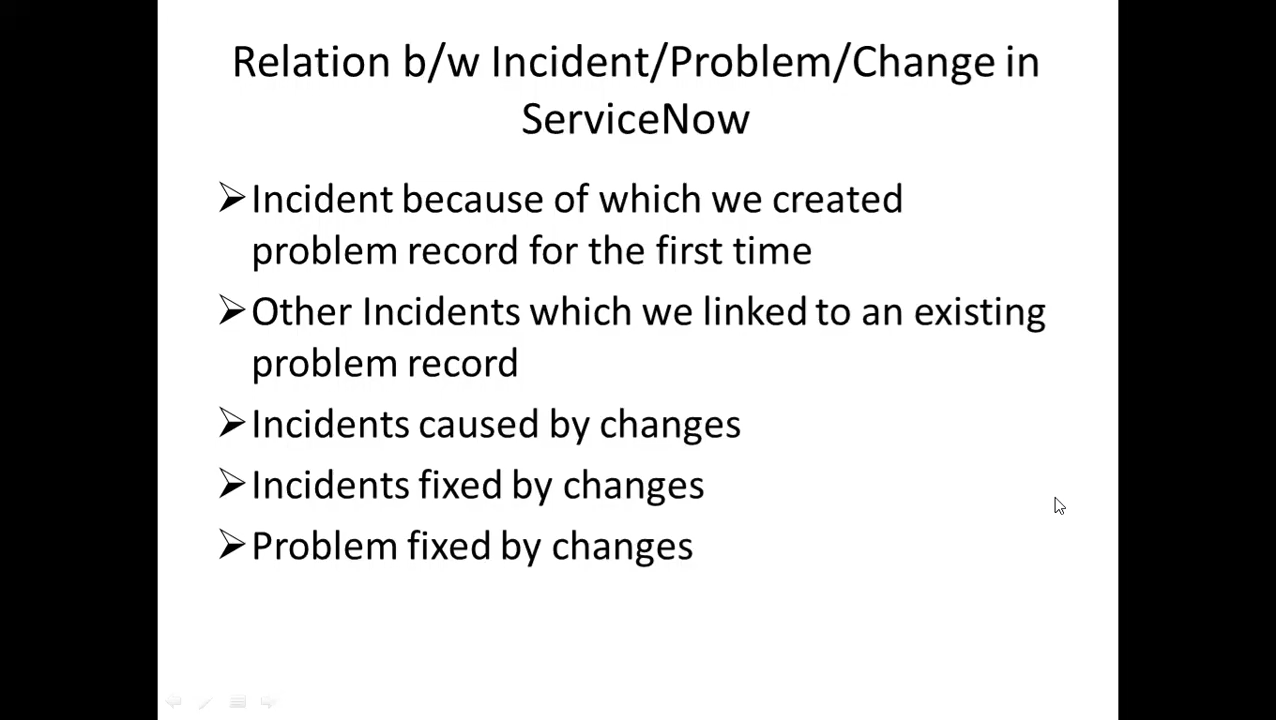 Relation b/w Incident/Problem/Change in
ServiceNow
Incident because of which we created
problem record for the first time
Other Incidents which we linked to an existing
problem record
Incidents caused by changes
Incidents fixed by changes
Problem fixed by changes